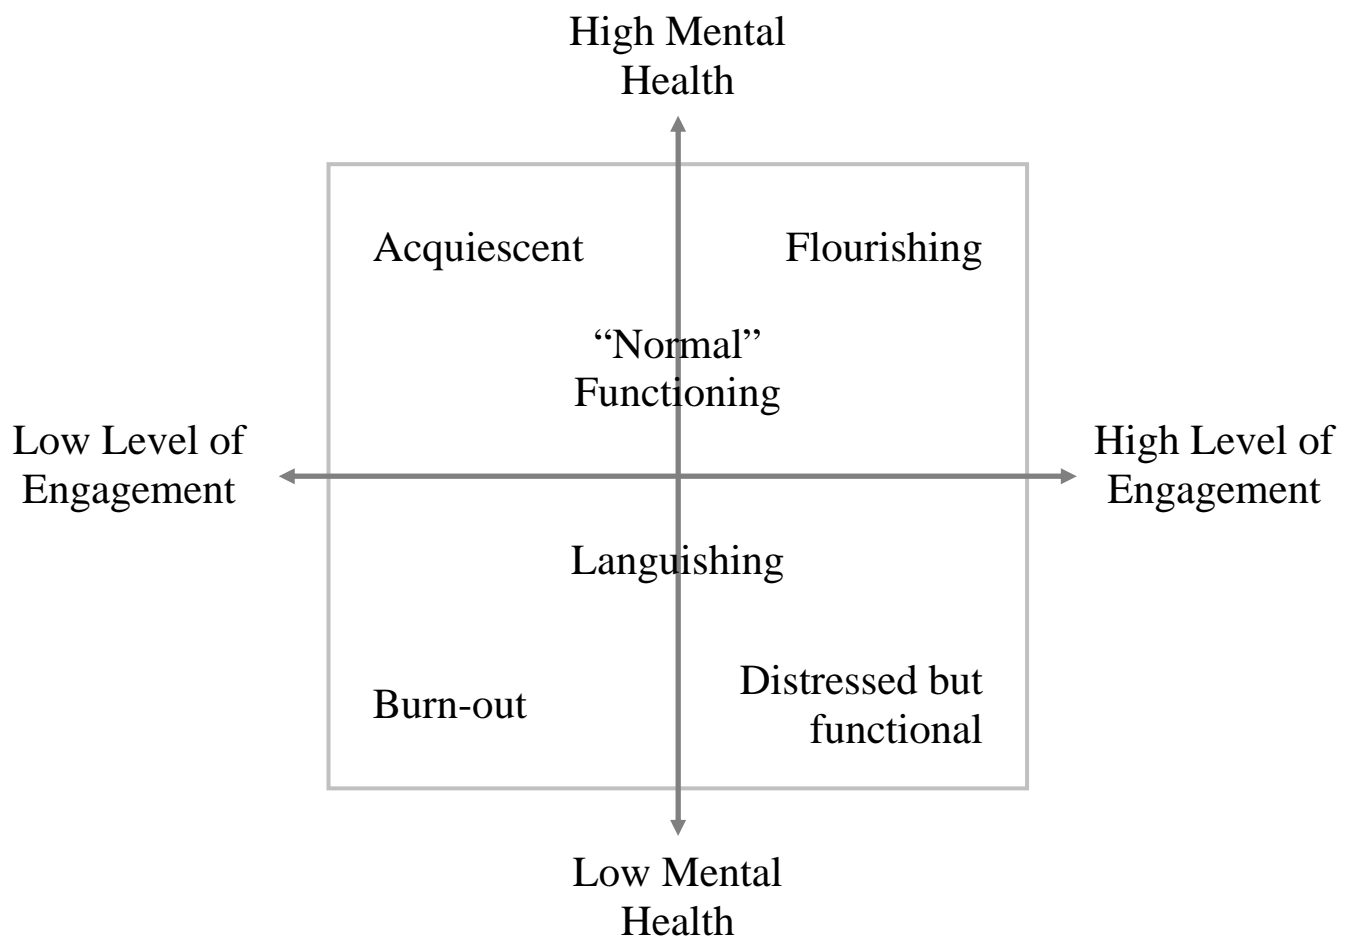 High Mental
Health
Acquiescent
Flourishing
“Normal”
Functioning
Low Level of
Engagement
High Level of
Engagement
Languishing
Burn-out
Distressed but
functional
Low Mental
Health